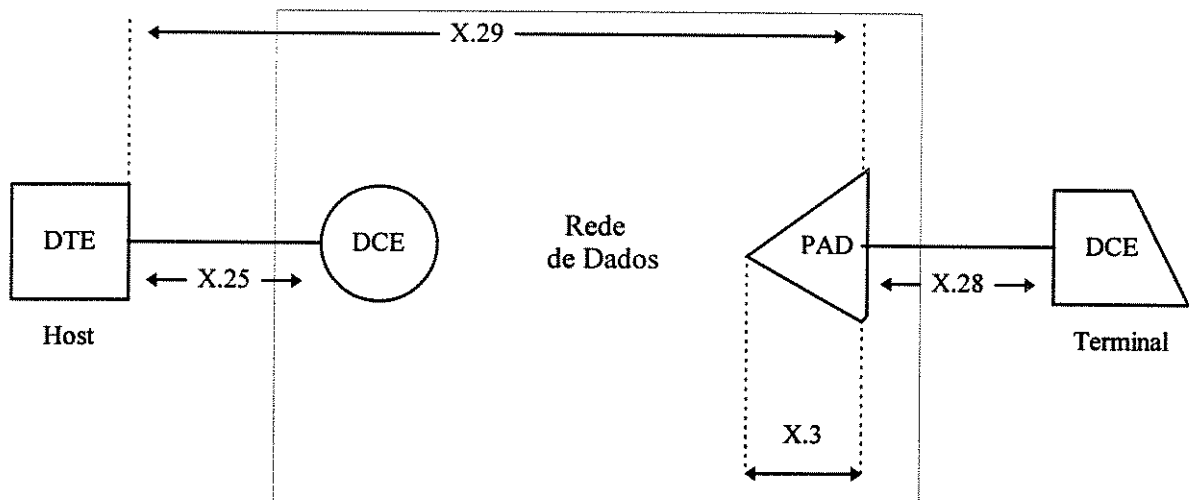 X.29
DTE
DCE
Rede
de Dados
PAD
DCE
X.25
X.28
Host
Terminal
X.3